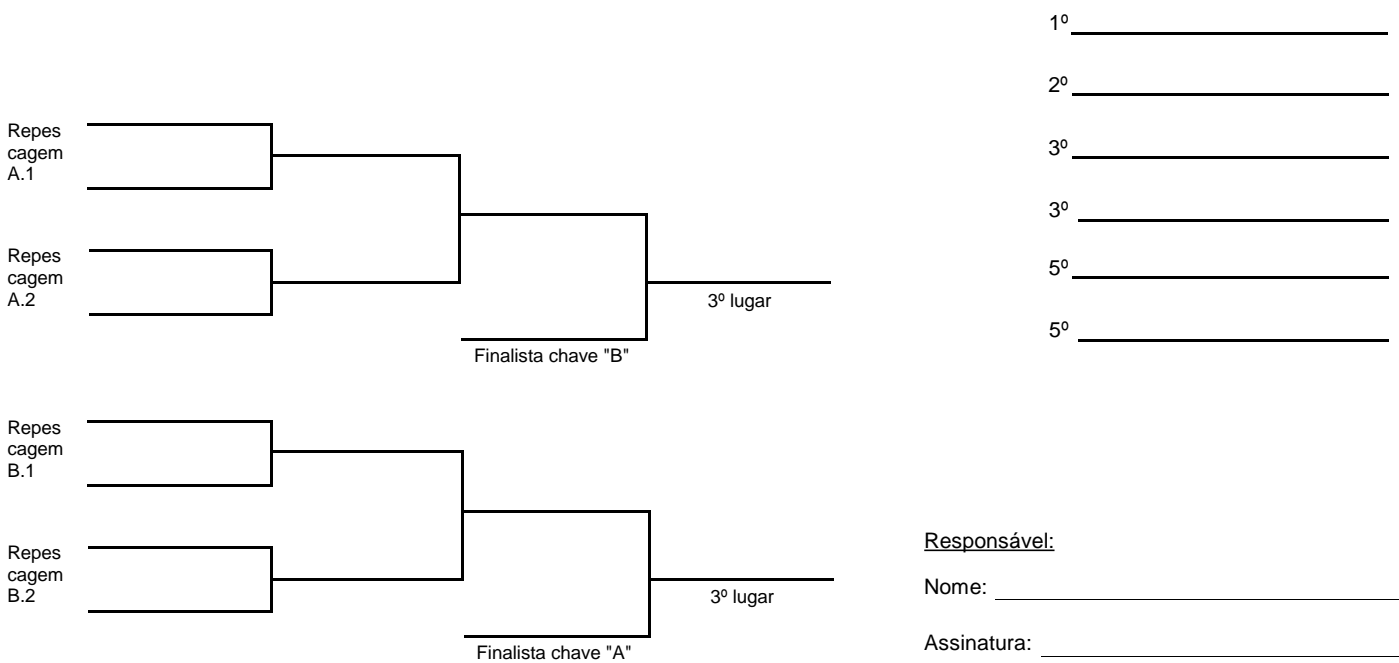 Repes
cagem
A.1
Repes
cagem
A.2
3º lugar
Finalista chave "B"
Repes
cagem
B.1
Repes
cagem
B.2
3º lugar
Finalista chave "A"
1º
2º
3º
3º
5º
5º
Responsável:
Nome:
Assinatura: